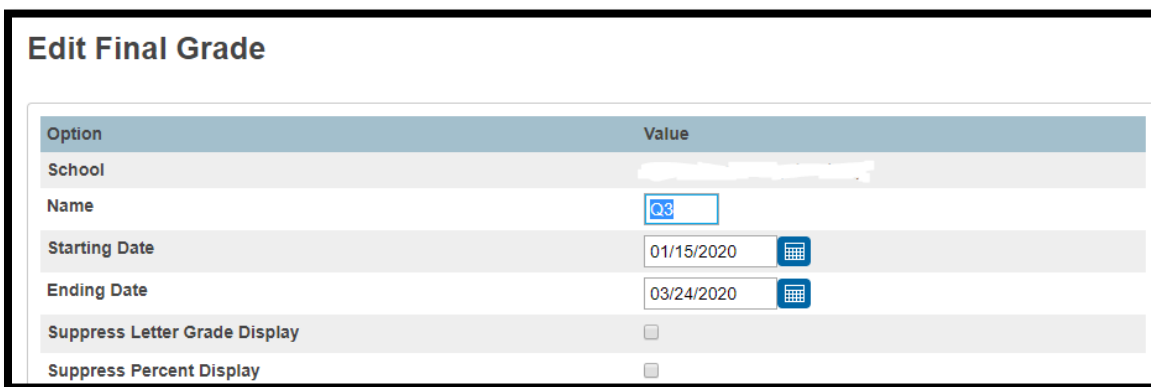 Edit Final Grade
Option Value
School
Name Q3
Starting Date 01/15/2020
Ending Date 03/24/2020
Suppress Letter Grade Display
Suppress Percent Display